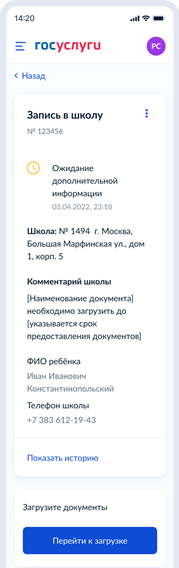 14:20
госуслуги
РС
Назад
Запись в школу
№ 123456
Ожидание
дополнительной
информации
03.04.2022, 23:18
Школа: № 1494 г. Москва,
Большая Марфинская ул., дом
1, корп. 5
Комментарий школы
[Наименование документа]
необходимо загрузить до
[указывается срок
предоставления документов]
ФИО ребёнка
Иван Иванович
Константинопольский
Телефон школы
+7 383 612-19-43
Показать историю
Загрузите документы
Перейти к загрузке